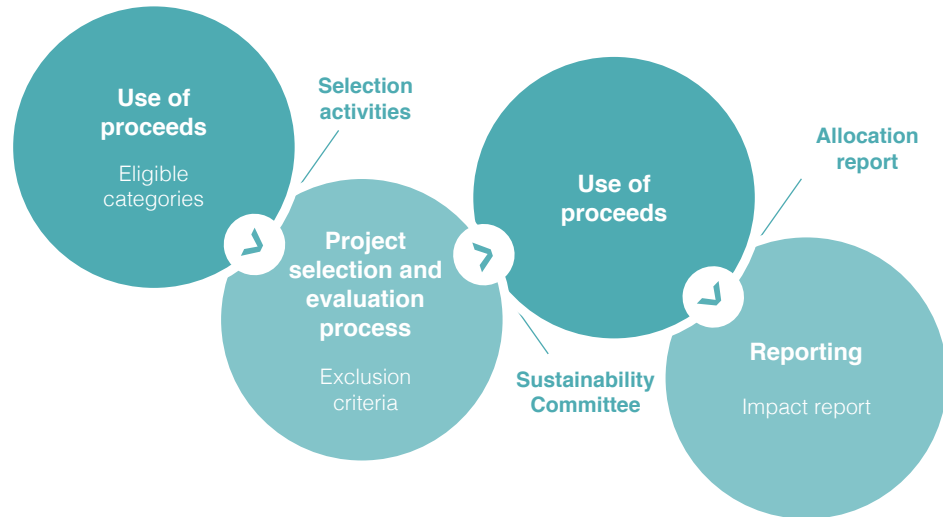 Use of
proceeds
Eligible
categories
Selection
activities
Project
selection and
evaluation
process
Exclusion
criteria
Sustainability
Committee
Use of
proceeds
Allocation
report
Reporting
Impact report